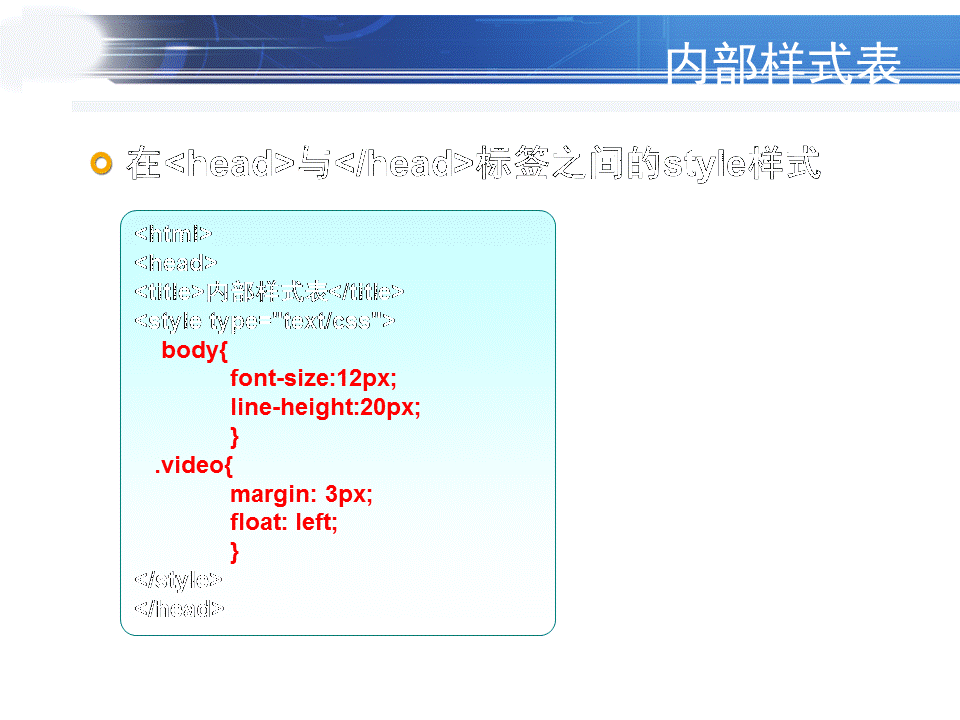 内部样式表
在<head>与</head>标签之间的style样式
<html>
<head>
<title>内部样式表</title>
<style type="text/css">
body{
font-size:12px;
line-height:20px;
}
.video{
margin: 3px;
float: left;
}
</style>
</head>